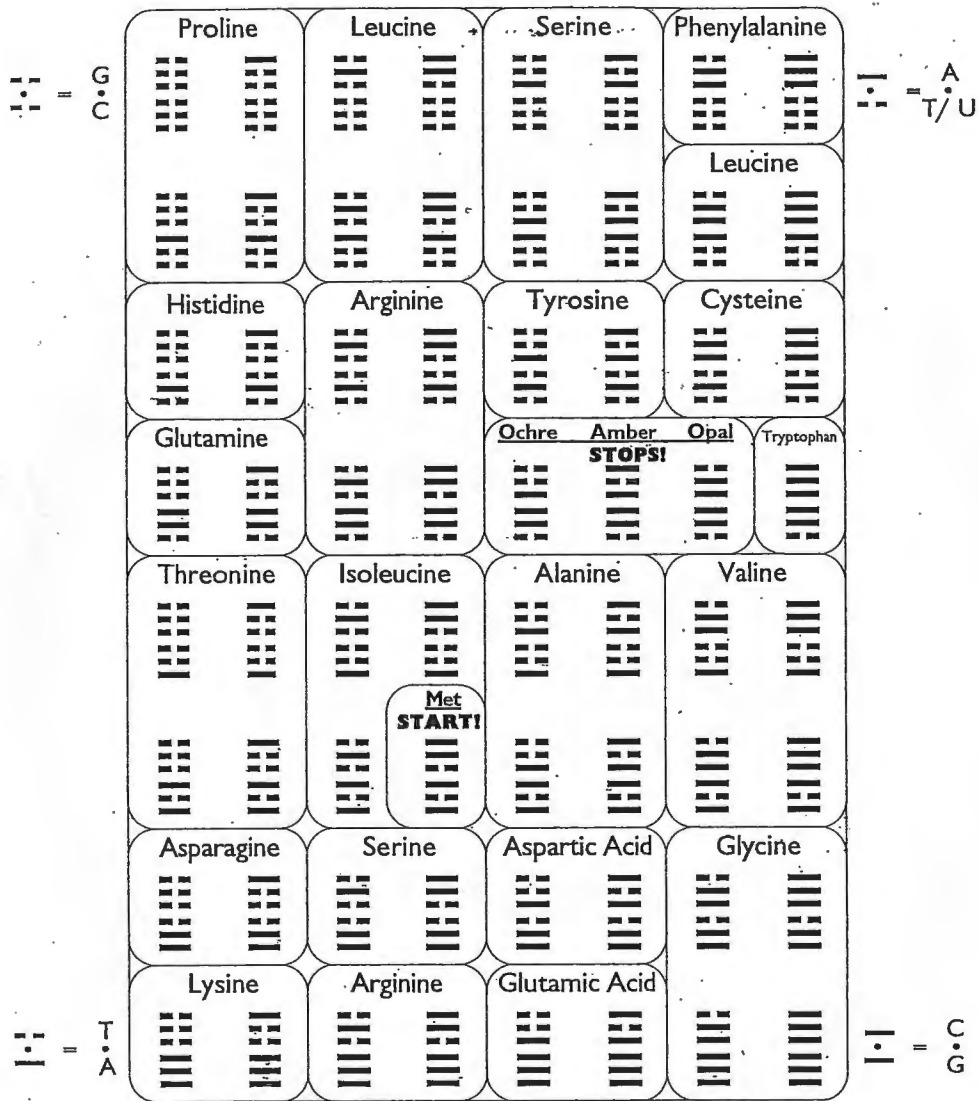 Proline Leucine Serine Phenylalanine
G
= •
C
A
= •
T/ U
Leucine
Histidine Arginine Tyrosine Cysteine
Glutamine
Ochre Amber Opal
STOPS!
Tryptophan
Threonine Isoleucine Alanine Valine
Met
START!
Asparagine Serine Aspartic Acid Glycine
Lysine Arginine Glutamic Acid
T
= •
A
C
= •
G